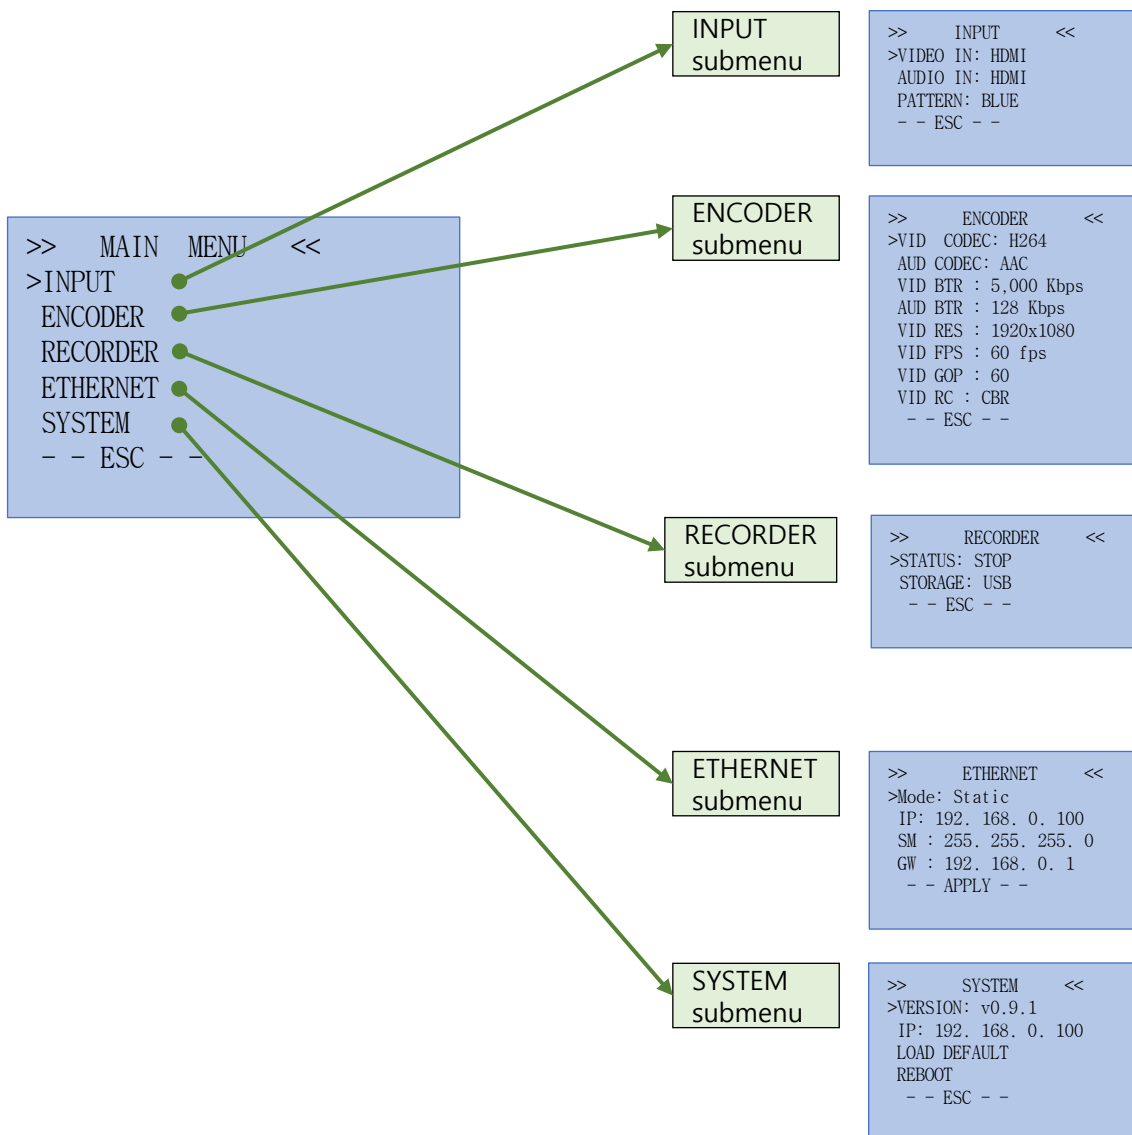 >> MAIN MENU <<
>INPUT
ENCODER
RECORDER
ETHERNET
SYSTEM
- - ESC - -
INPUT
submenu
>> INPUT <<
>VIDEO IN: HDMI
AUDIO IN: HDMI
PATTERN: BLUE
- - ESC - -
ENCODER
submenu
>> ENCODER <<
>VID CODEC: H264
AUD CODEC: AAC
VID BTR : 5,000 Kbps
AUD BTR : 128 Kbps
VID RES : 1920x1080
VID FPS : 60 fps
VID GOP : 60
VID RC : CBR
- - ESC - -
RECORDER
submenu
>> RECORDER <<
>STATUS: STOP
STORAGE: USB
- - ESC - -
ETHERNET
submenu
>> ETHERNET <<
>Mode: Static
IP: 192. 168. 0. 100
SM : 255. 255. 255. 0
GW : 192. 168. 0. 1
- - APPLY - -
SYSTEM
submenu
>> SYSTEM <<
>VERSION: v0.9.1
IP: 192. 168. 0. 100
LOAD DEFAULT
REBOOT
- - ESC - -